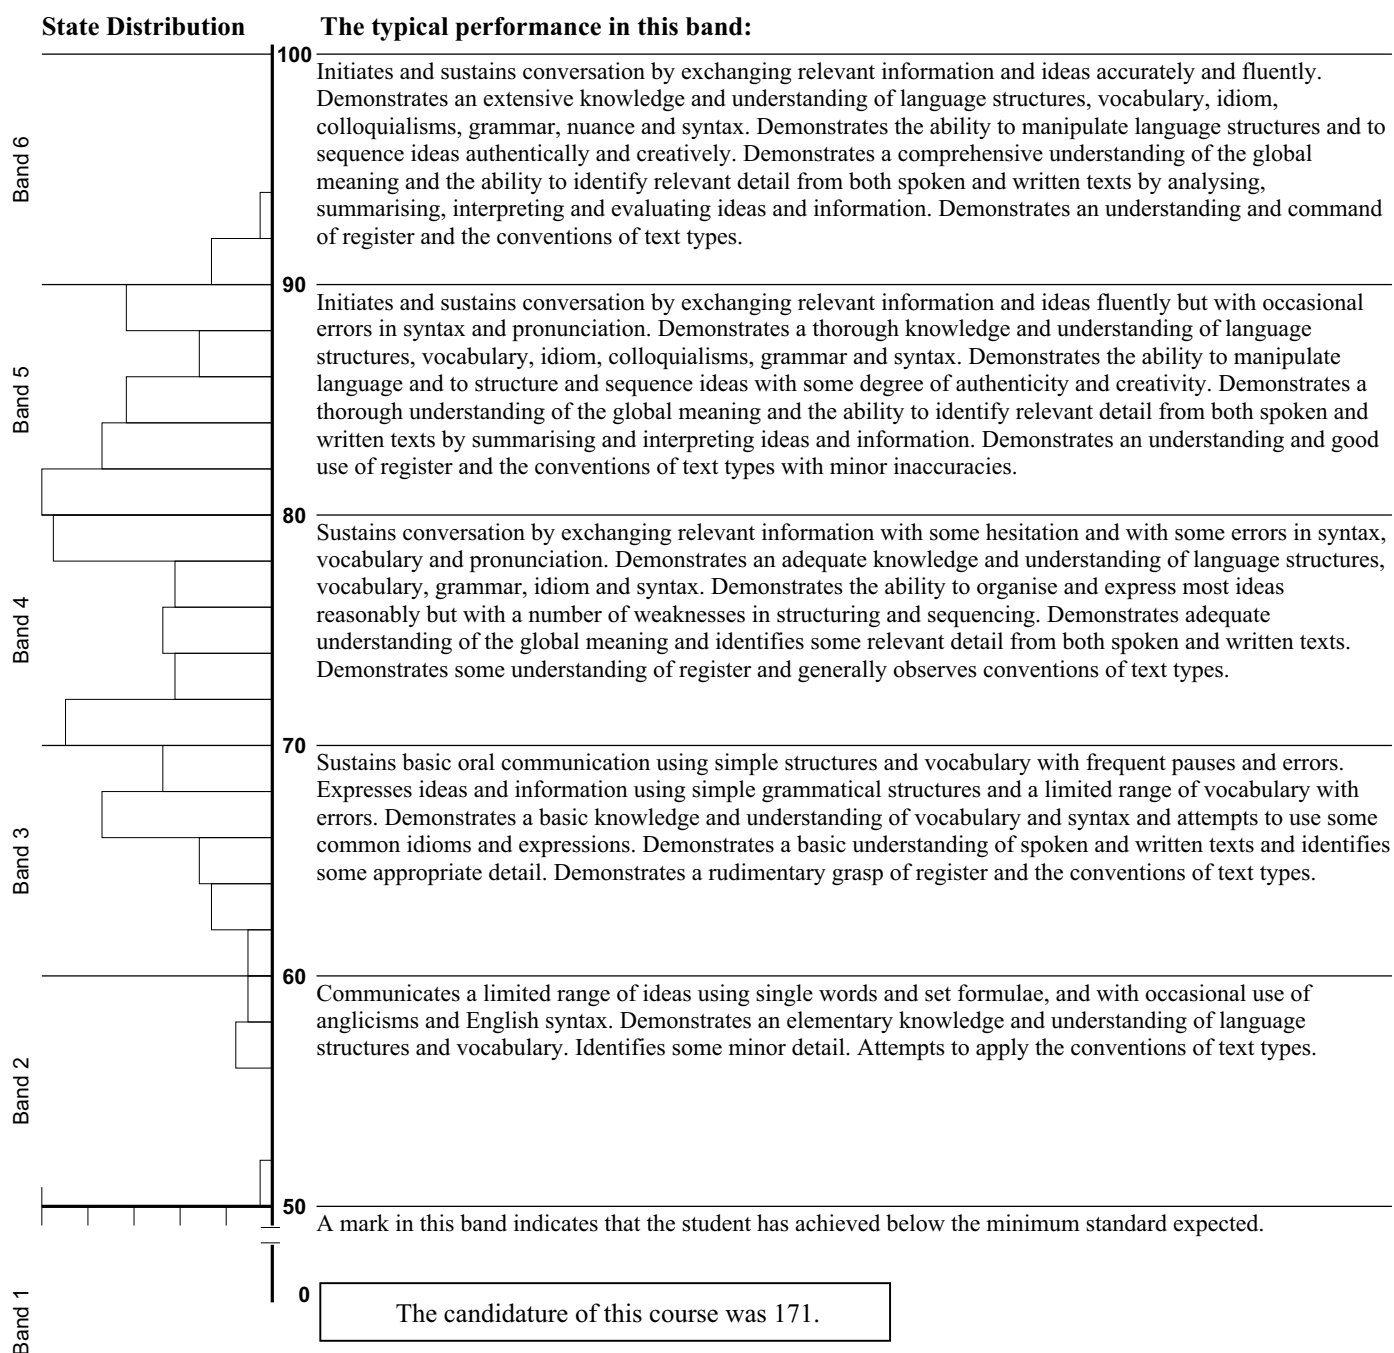 State Distribution
The typical performance in this band:
100
Band 6
Initiates and sustains conversation by exchanging relevant information and ideas accurately and fluently.
Demonstrates an extensive knowledge and understanding of language structures, vocabulary, idiom,
colloquialisms, grammar, nuance and syntax. Demonstrates the ability to manipulate language structures and to
sequence ideas authentically and creatively. Demonstrates a comprehensive understanding of the global
meaning and the ability to identify relevant detail from both spoken and written texts by analysing,
summarising, interpreting and evaluating ideas and information. Demonstrates an understanding and command
of register and the conventions of text types.
90
Band 5
Initiates and sustains conversation by exchanging relevant information and ideas fluently but with occasional
errors in syntax and pronunciation. Demonstrates a thorough knowledge and understanding of language
structures, vocabulary, idiom, colloquialisms, grammar and syntax. Demonstrates the ability to manipulate
language and to structure and sequence ideas with some degree of authenticity and creativity. Demonstrates a
thorough understanding of the global meaning and the ability to identify relevant detail from both spoken and
written texts by summarising and interpreting ideas and information. Demonstrates an understanding and good
use of register and the conventions of text types with minor inaccuracies.
80
Band 4
Sustains conversation by exchanging relevant information with some hesitation and with some errors in syntax,
vocabulary and pronunciation. Demonstrates an adequate knowledge and understanding of language structures,
vocabulary, grammar, idiom and syntax. Demonstrates the ability to organise and express most ideas
reasonably but with a number of weaknesses in structuring and sequencing. Demonstrates adequate
understanding of the global meaning and identifies some relevant detail from both spoken and written texts.
Demonstrates some understanding of register and generally observes conventions of text types.
70
Band 3
Sustains basic oral communication using simple structures and vocabulary with frequent pauses and errors.
Expresses ideas and information using simple grammatical structures and a limited range of vocabulary with
errors. Demonstrates a basic knowledge and understanding of vocabulary and syntax and attempts to use some
common idioms and expressions. Demonstrates a basic understanding of spoken and written texts and identifies
some appropriate detail. Demonstrates a rudimentary grasp of register and the conventions of text types.
60
Band 2
Communicates a limited range of ideas using single words and set formulae, and with occasional use of
anglicisms and English syntax. Demonstrates an elementary knowledge and understanding of language
structures and vocabulary. Identifies some minor detail. Attempts to apply the conventions of text types.
50
A mark in this band indicates that the student has achieved below the minimum standard expected.
0
Band 1
The candidature of this course was 171.